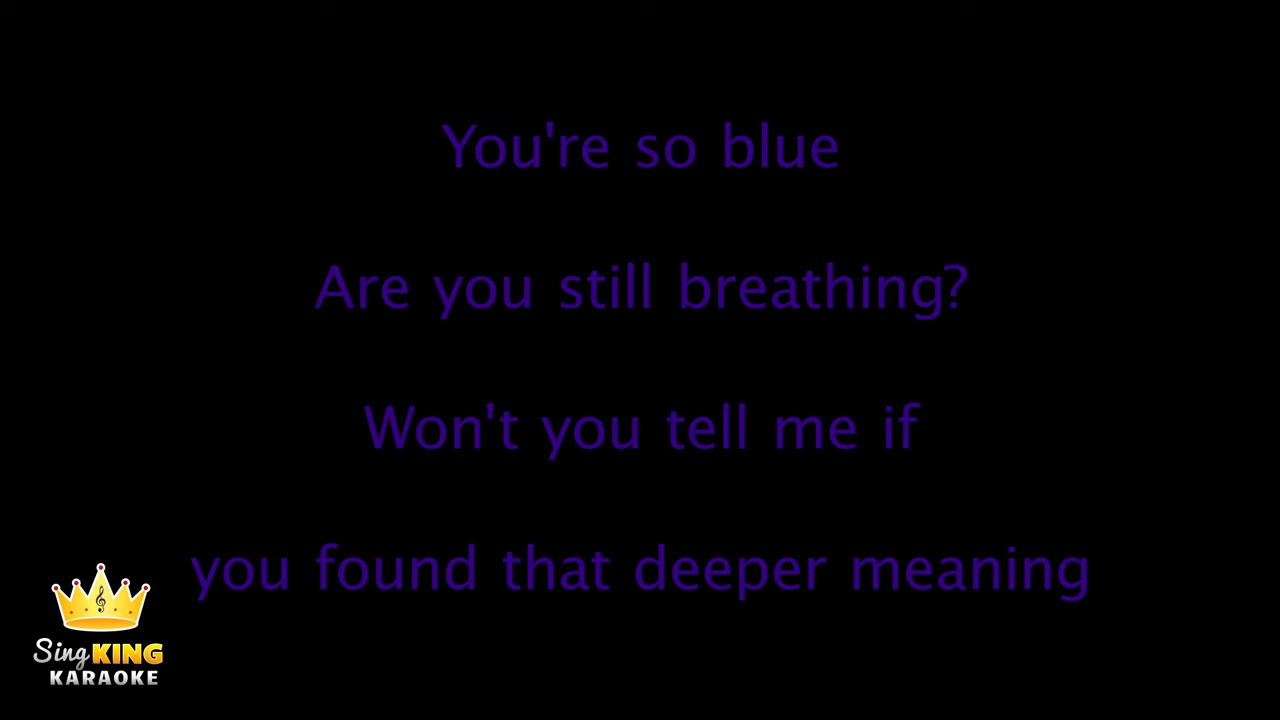 You're so blue
Are you still breathing?
Won't you tell me if
you found that deeper meaning
Sing KING
KARAOKE